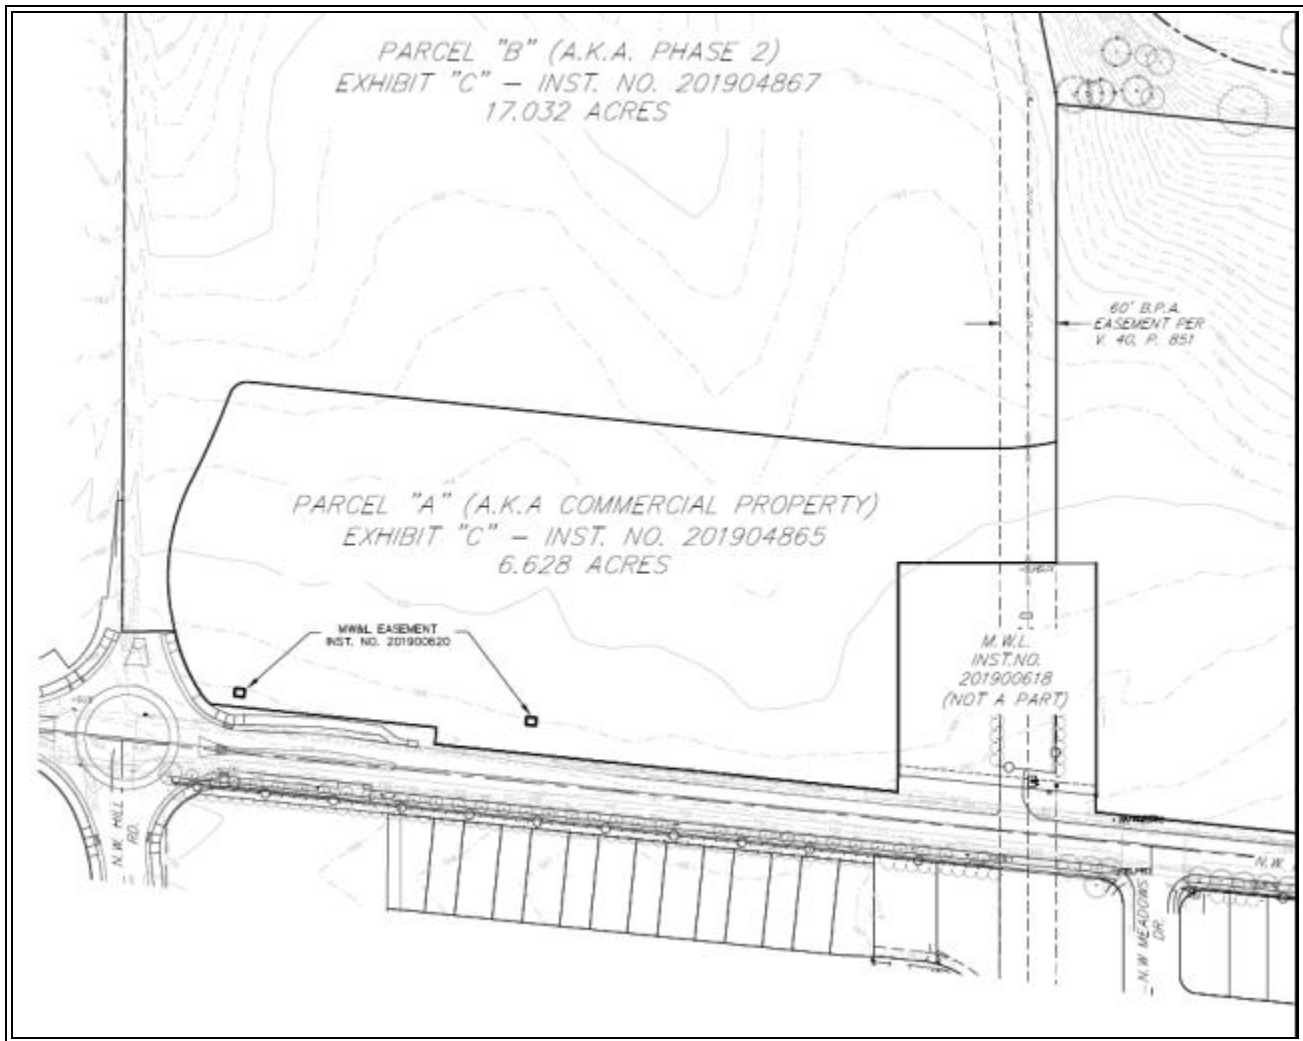 PARCEL "B" (A.K.A. PHASE 2)
EXHIBIT "C" – INST. NO. 201904867
17.032 ACRES
60' B.P.A.
EASEMENT PER
V. 40, P. 851
PARCEL "A" (A.K.A COMMERCIAL PROPERTY)
EXHIBIT "C" – INST. NO. 201904865
6.628 ACRES
MW&L EASEMENT
INST. NO. 201900620
M.W.L.
INST.NO.
201900618
(NOT A PART)
N.W. HILL
RD.
N.W.
N.W MEADOWS
DR.